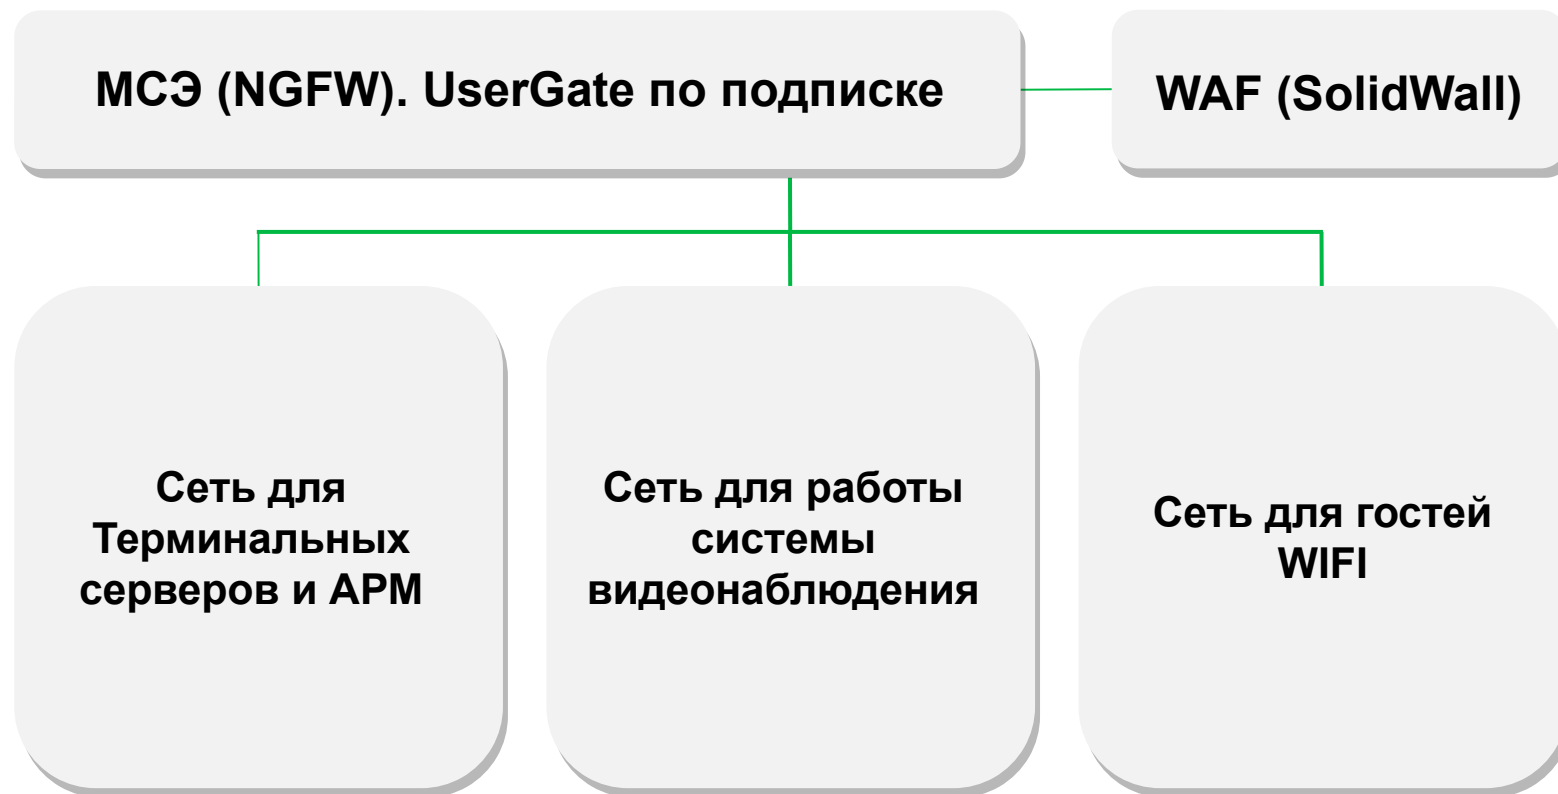 МСЭ (NGFW). UserGate по подписке
WAF (SolidWall)
Сеть для
Терминальных
серверов и АРМ
Сеть для работы
системы
видеонаблюдения
Сеть для гостей
WIFI